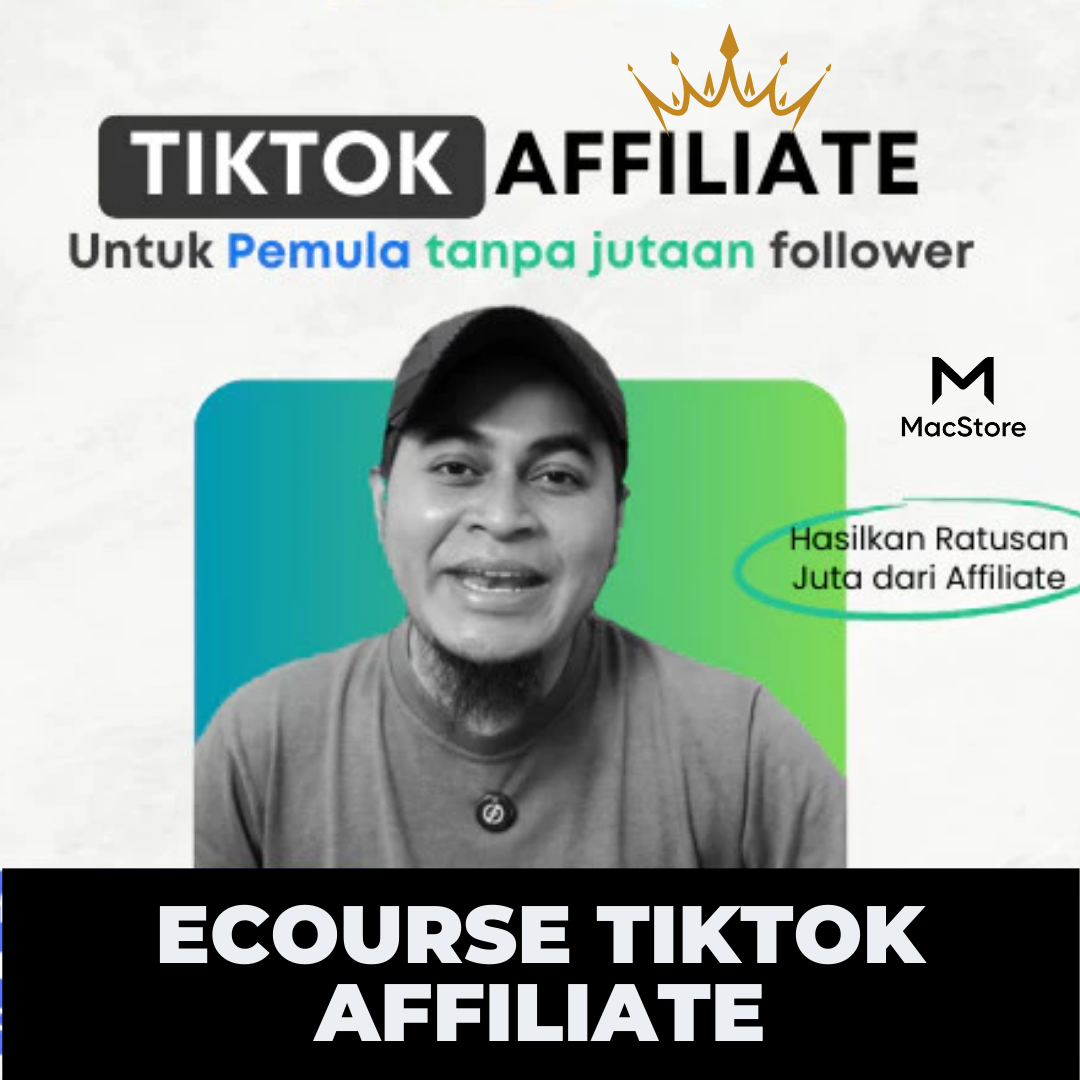 TIKTOK AFFILIATE
Untuk Pemula tanpa jutaan follower
M
MacStore
Hasilkan Ratusan
Juta dari Affiliate
ECOURSE TIKTOK
AFFILIATE